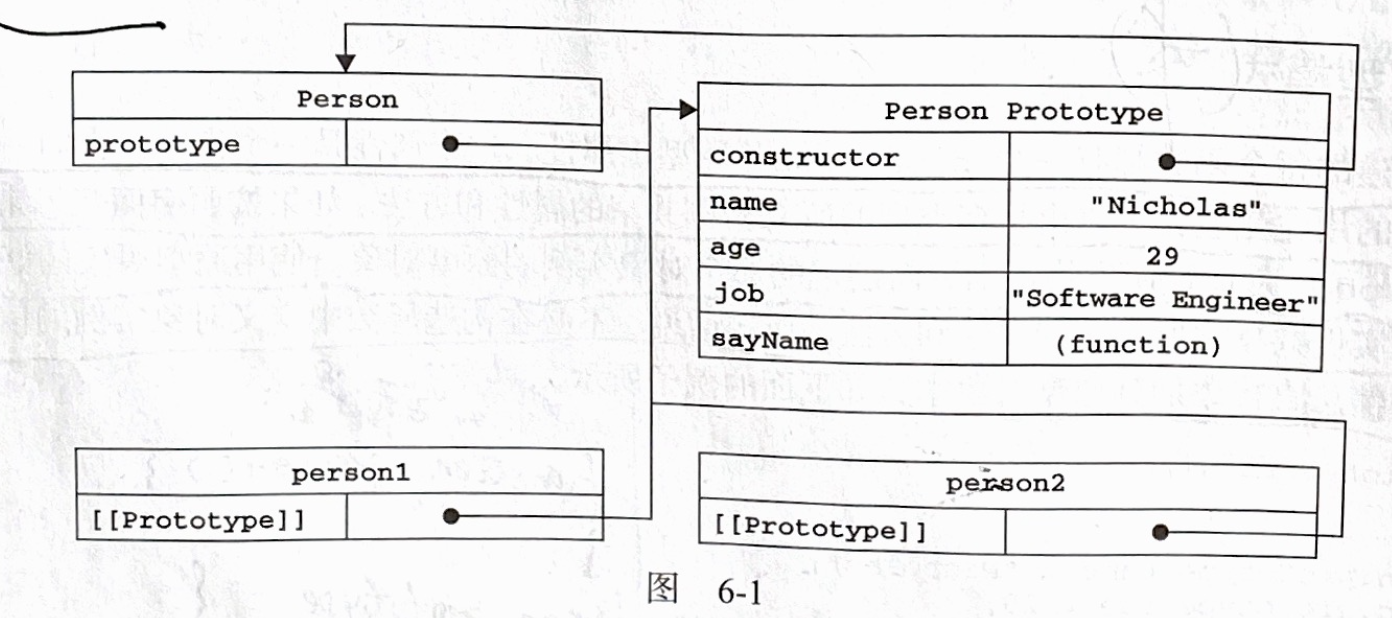 Person
prototype
Person Prototype
constructor
name "Nicholas"
age 29
job "Software Engineer"
sayName (function)
person1
[[Prototype]]
person2
[[Prototype]]
图 6-1